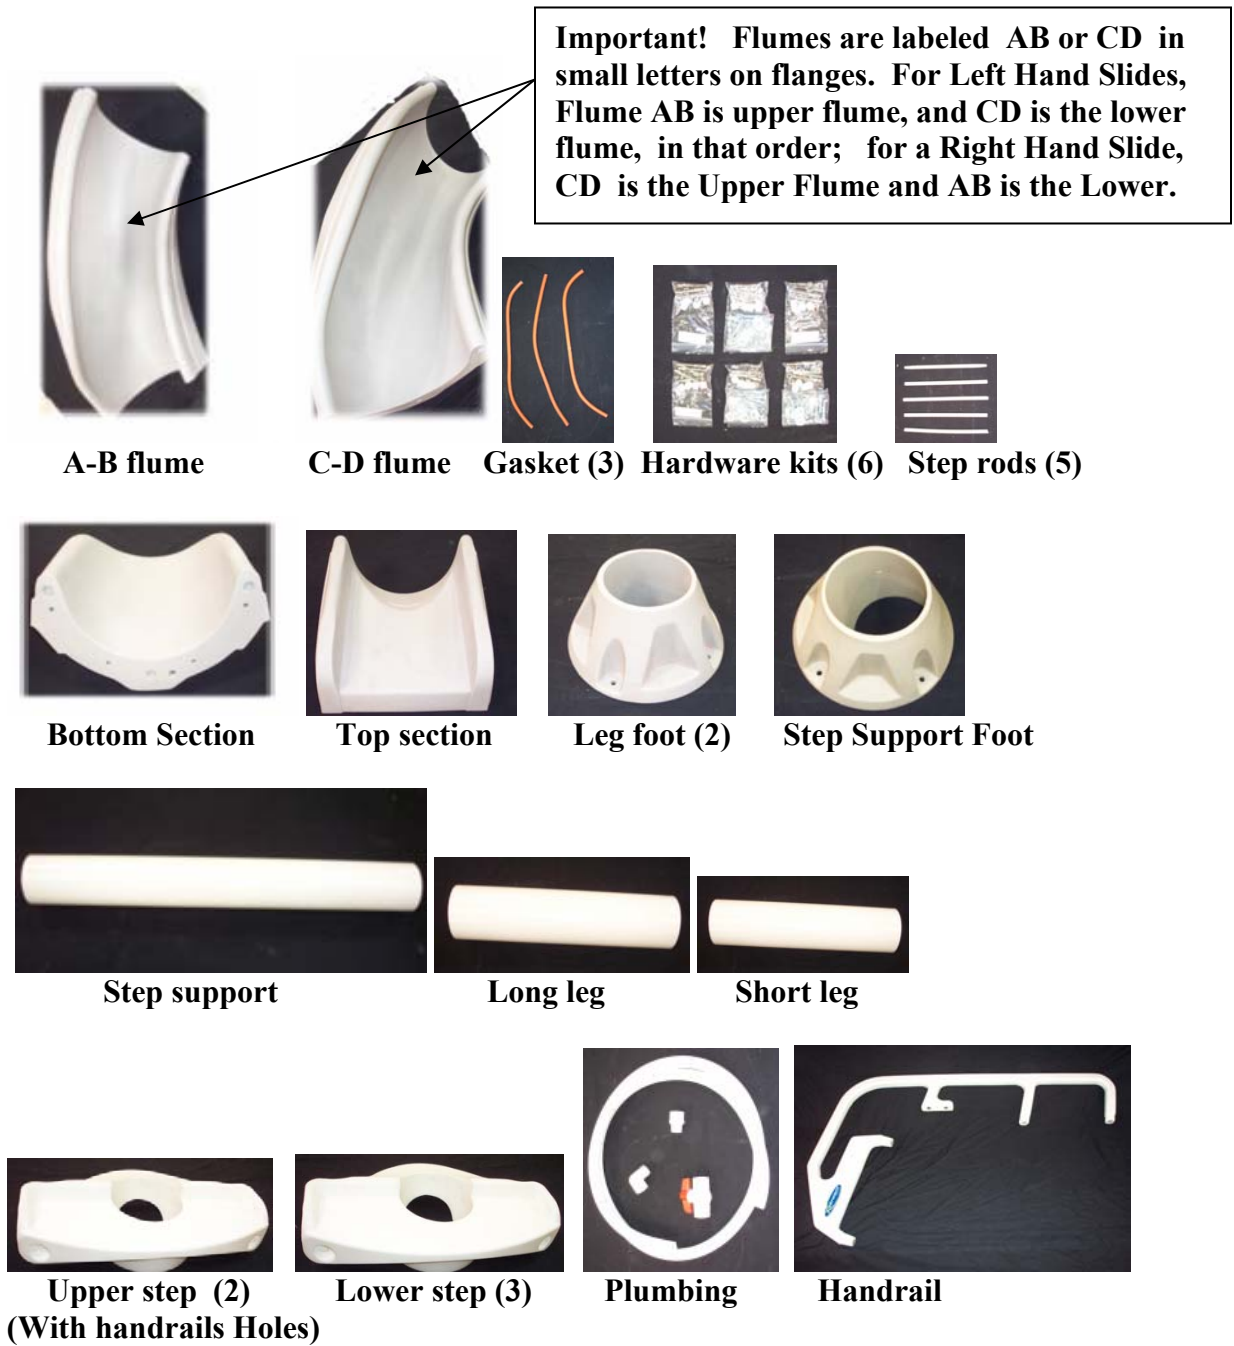 Important!   Flumes are labeled  AB or CD  in
small letters on flanges.  For Left Hand Slides,
Flume AB is upper flume, and CD is the lower
flume,  in that order;   for a Right Hand Slide,
CD  is the Upper Flume and AB is the Lower.
A-B flume
C-D flume
Gasket (3)
Hardware kits (6)
Step rods (5)
Bottom Section
Top section
Leg foot (2)
Step Support Foot
Step support
Long leg
Short leg
Upper step  (2)
(With handrails Holes)
Lower step (3)
Plumbing
Handrail